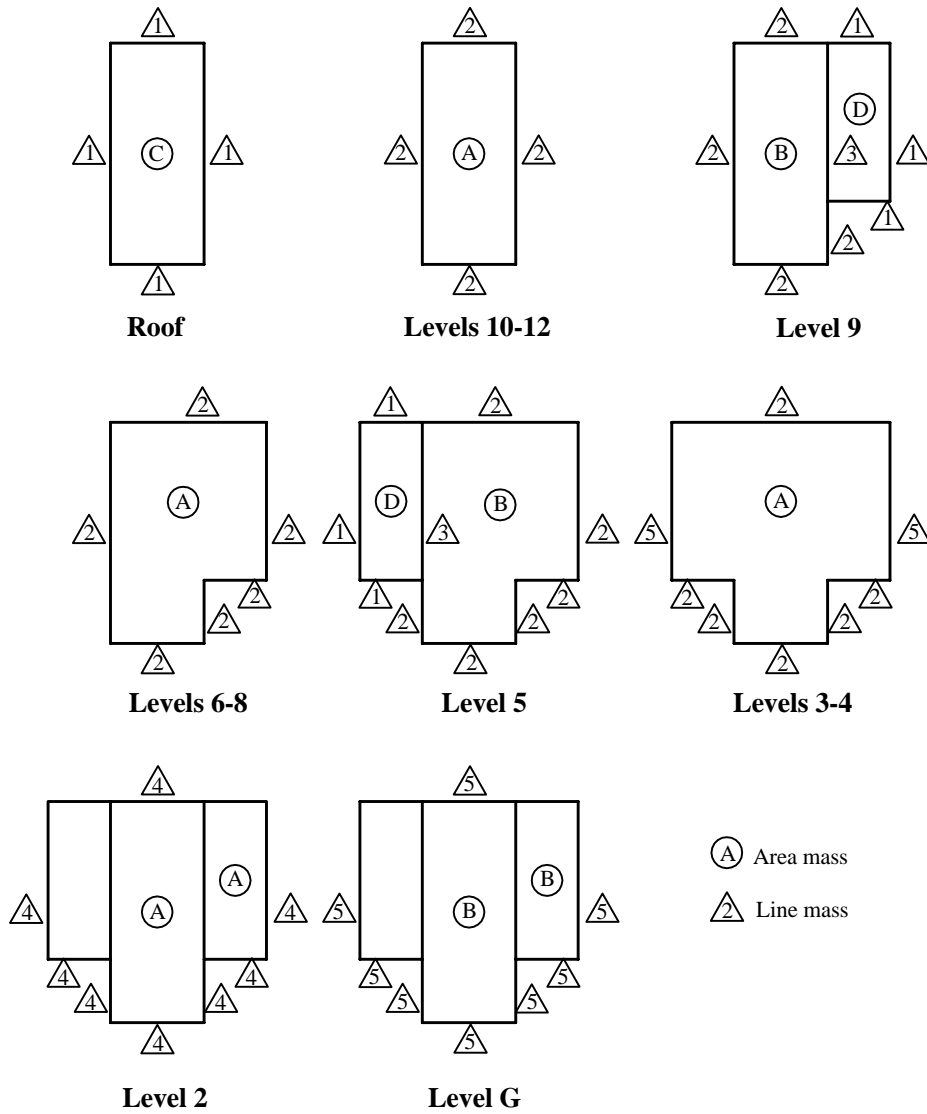 1 2 2 1
1 C 1 2 A 2 2 B 3 D 1
2 1
1 2 2
Roof Levels 10-12 Level 9
2 1 2 2
2 A 2 1 D 3 B 2 5 A 5
2 2 1 2 2 2 2 2 2 2
2 2 2
Levels 6-8 Level 5 Levels 3-4
4 5
4 A A 4 5 B B 5
4 4 4 4 5 5 5 5
4 5
A Area mass
2 Line mass
Level 2 Level G